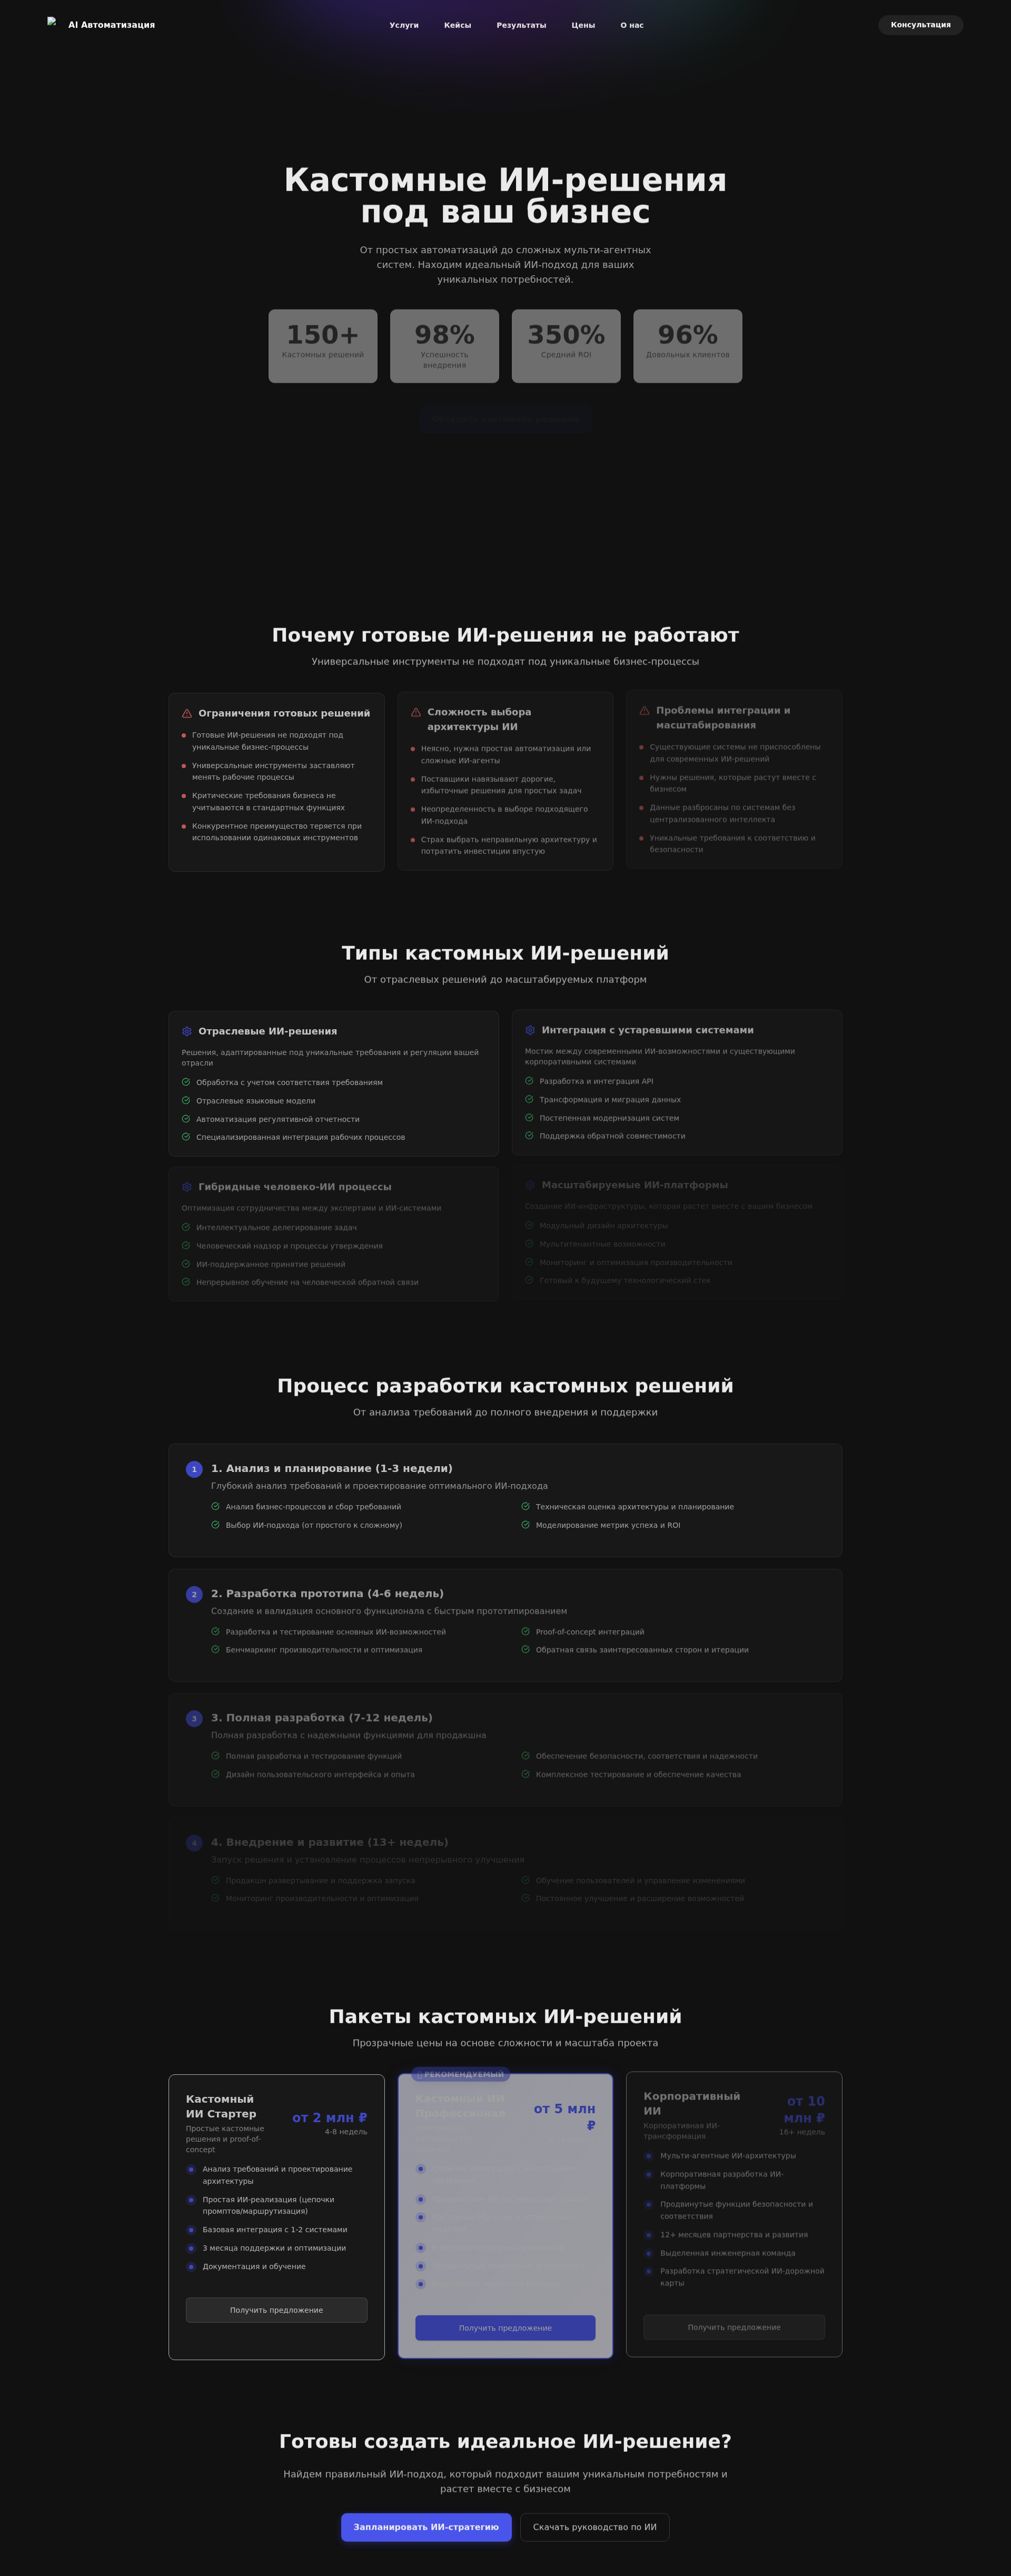 AI Автоматизация
Услуги
Кейсы
Результаты
Цены
О нас
Консультация
Кастомные ИИ-решения
под ваш бизнес
От простых автоматизаций до сложных мульти-агентных
систем. Находим идеальный ИИ-подход для ваших
уникальных потребностей.
150+
Кастомных решений
98%
Успешность
внедрения
350%
Средний ROI
96%
Довольных клиентов
Почему готовые ИИ-решения не работают
Универсальные инструменты не подходят под уникальные бизнес-процессы
Ограничения готовых решений
Готовые ИИ-решения не подходят под
уникальные бизнес-процессы
Универсальные инструменты заставляют
менять рабочие процессы
Критические требования бизнеса не
учитываются в стандартных функциях
Конкурентное преимущество теряется при
использовании одинаковых инструментов
Сложность выбора
архитектуры ИИ
Неясно, нужна простая автоматизация или
сложные ИИ-агенты
Поставщики навязывают дорогие,
избыточные решения для простых задач
Неопределенность в выборе подходящего
ИИ-подхода
Страх выбрать неправильную архитектуру и
потратить инвестиции впустую
Проблемы интеграции и
масштабирования
Существующие системы не приспособлены
для современных ИИ-решений
Нужны решения, которые растут вместе с
бизнесом
Данные разбросаны по системам без
централизованного интеллекта
Уникальные требования к соответствию и
безопасности
Типы кастомных ИИ-решений
От отраслевых решений до масштабируемых платформ
Отраслевые ИИ-решения
Решения, адаптированные под уникальные требования и регуляции вашей
отрасли
Обработка с учетом соответствия требованиям
Отраслевые языковые модели
Автоматизация регулятивной отчетности
Специализированная интеграция рабочих процессов
Интеграция с устаревшими системами
Мостик между современными ИИ-возможностями и существующими
корпоративными системами
Разработка и интеграция API
Трансформация и миграция данных
Постепенная модернизация систем
Поддержка обратной совместимости
Гибридные человеко-ИИ процессы
Оптимизация сотрудничества между экспертами и ИИ-системами
Интеллектуальное делегирование задач
Человеческий надзор и процессы утверждения
ИИ-поддержанное принятие решений
Непрерывное обучение на человеческой обратной связи
Масштабируемые ИИ-платформы
Создание ИИ-инфраструктуры, которая растет вместе с вашим бизнесом
Модульный дизайн архитектуры
Мультитенантные возможности
Мониторинг и оптимизация производительности
Готовый к будущему технологический стек
Процесс разработки кастомных решений
От анализа требований до полного внедрения и поддержки
1
1. Анализ и планирование (1-3 недели)
Глубокий анализ требований и проектирование оптимального ИИ-подхода
Анализ бизнес-процессов и сбор требований
Техническая оценка архитектуры и планирование
Выбор ИИ-подхода (от простого к сложному)
Моделирование метрик успеха и ROI
2
2. Разработка прототипа (4-6 недель)
Создание и валидация основного функционала с быстрым прототипированием
Разработка и тестирование основных ИИ-возможностей
Proof-of-concept интеграций
Бенчмаркинг производительности и оптимизация
Обратная связь заинтересованных сторон и итерации
3
3. Полная разработка (7-12 недель)
Полная разработка с надежными функциями для продакшна
Полная разработка и тестирование функций
Обеспечение безопасности, соответствия и надежности
Дизайн пользовательского интерфейса и опыта
Комплексное тестирование и обеспечение качества
4
4. Внедрение и развитие (13+ недель)
Запуск решения и установление процессов непрерывного улучшения
Продакшн развертывание и поддержка запуска
Обучение пользователей и управление изменениями
Мониторинг производительности и оптимизация
Постоянное улучшение и расширение возможностей
Пакеты кастомных ИИ-решений
Прозрачные цены на основе сложности и масштаба проекта
Кастомный
ИИ Стартер
Простые кастомные
решения и proof-of-
concept
от 2 млн ₽
4-8 недель
Анализ требований и проектирование
архитектуры
Простая ИИ-реализация (цепочки
промптов/маршрутизация)
Базовая интеграция с 1-2 системами
3 месяца поддержки и оптимизации
Документация и обучение
Получить предложение
РЕКОМЕНДУЕМЫЙ
Кастомный ИИ
Профессионал
от 5 млн
₽
Получить предложение
Корпоративный
ИИ
Корпоративная ИИ-
трансформация
от 10
млн ₽
16+ недель
Мульти-агентные ИИ-архитектуры
Корпоративная разработка ИИ-
платформы
Продвинутые функции безопасности и
соответствия
12+ месяцев партнерства и развития
Выделенная инженерная команда
Разработка стратегической ИИ-дорожной
карты
Получить предложение
Готовы создать идеальное ИИ-решение?
Найдем правильный ИИ-подход, который подходит вашим уникальным потребностям и
растет вместе с бизнесом
Запланировать ИИ-стратегию
Скачать руководство по ИИ